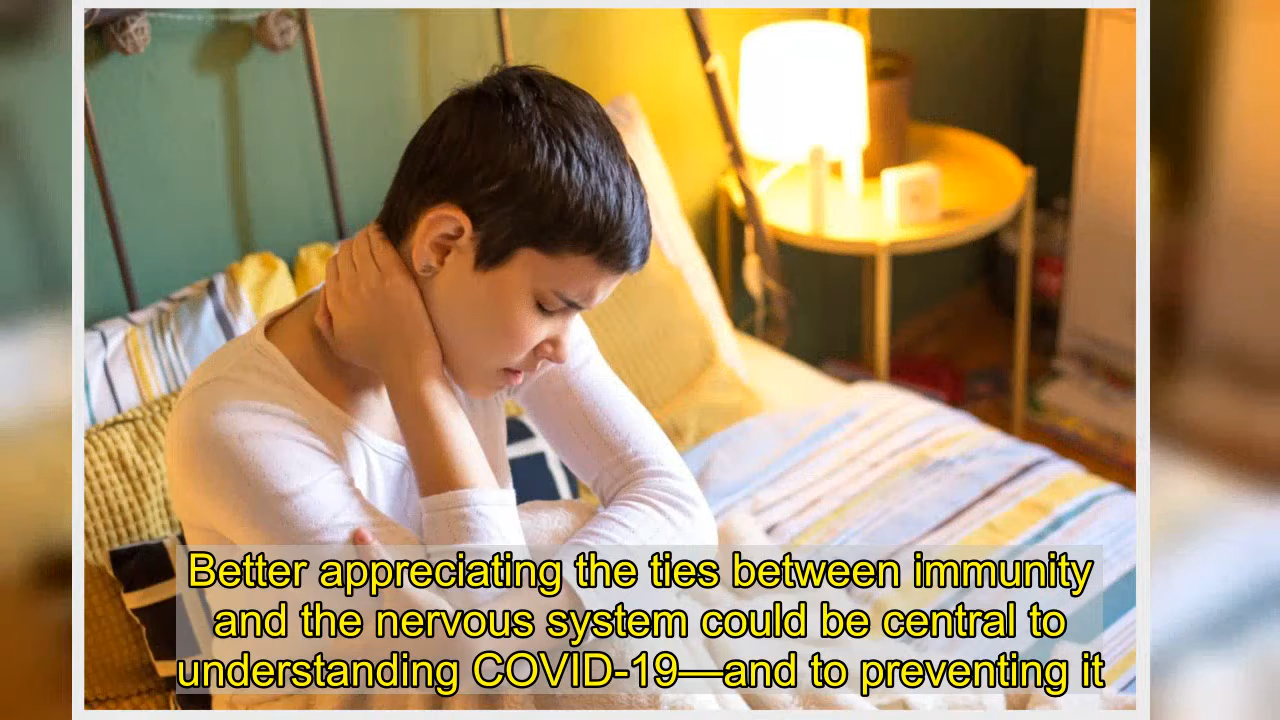 Better appreciating the ties between immunity
and the nervous system could be central to
understanding COVID-19—and to preventing it